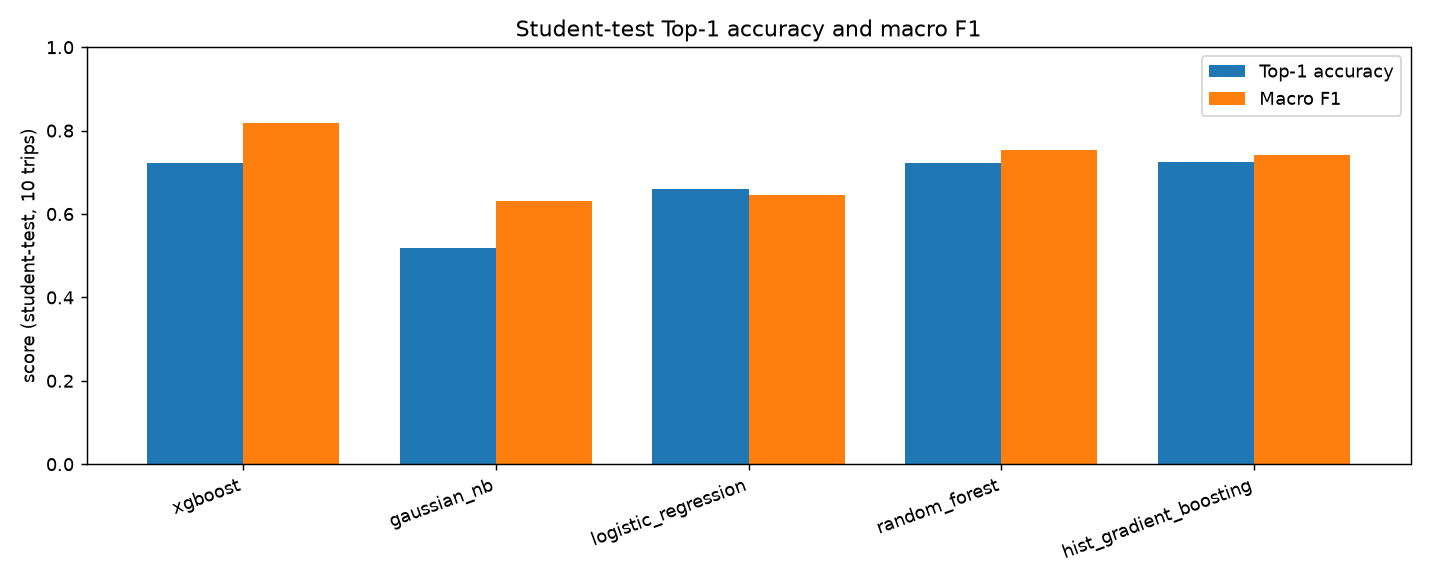 Student-test Top-1 accuracy and macro F1
Top-1 accuracy
Macro F1
score (student-test, 10 trips)
1.0
0.8
0.6
0.4
0.2
0.0
xgboost
gaussian_nb
logistic_regression
random_forest
hist_gradient_boosting